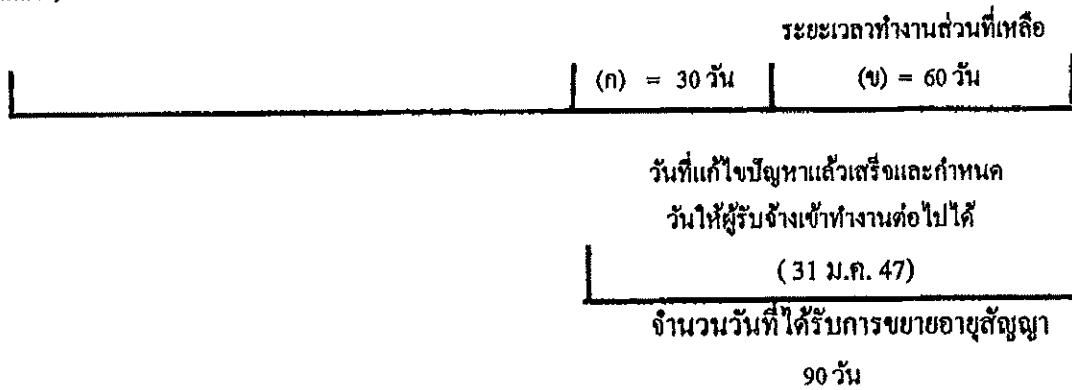 ระยะเวลาทำงานส่วนที่เหลือ
(ก) = 30 วัน (ข) = 60 วัน
วันที่แก้ไขปัญหาแล้วเสร็จและกำหนด
วันให้ผู้รับจ้างเข้าทำงานต่อไปได้
( 31 ม.ค. 47)
จำนวนวันที่ได้รับการขยายอายุสัญญา
90 วัน